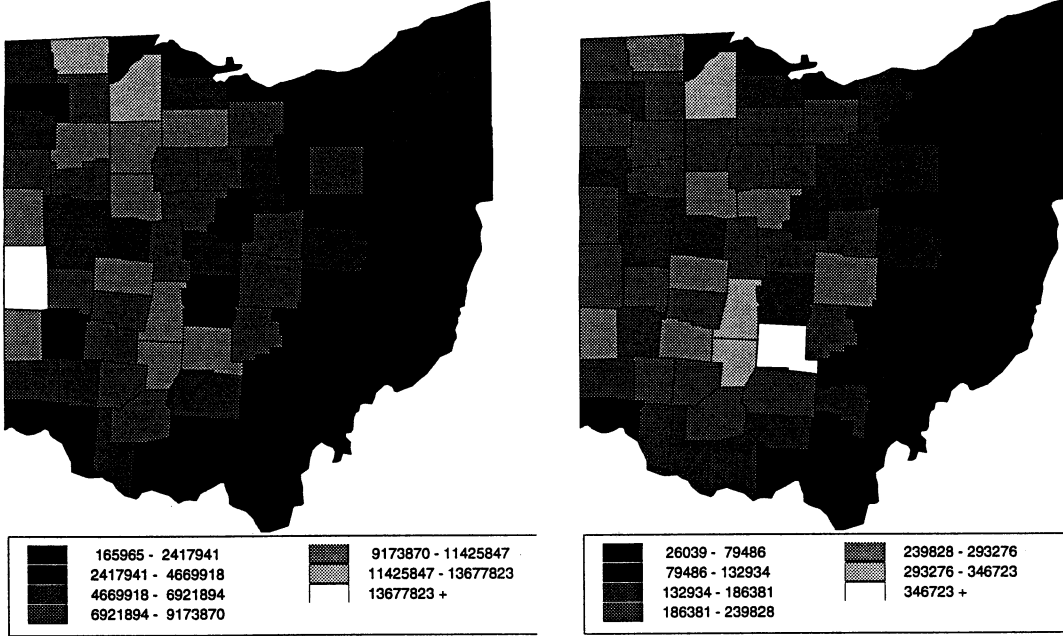 165965 - 2417941
2417941 - 4669918
4669918 - 6921894
6921894 - 9173870
9173870 - 11425847
11425847 - 13677823
13677823 +
26039 - 79486
79486 - 132934
132934 - 186381
186381 - 239828
239828 - 293276
293276 - 346723
346723 +